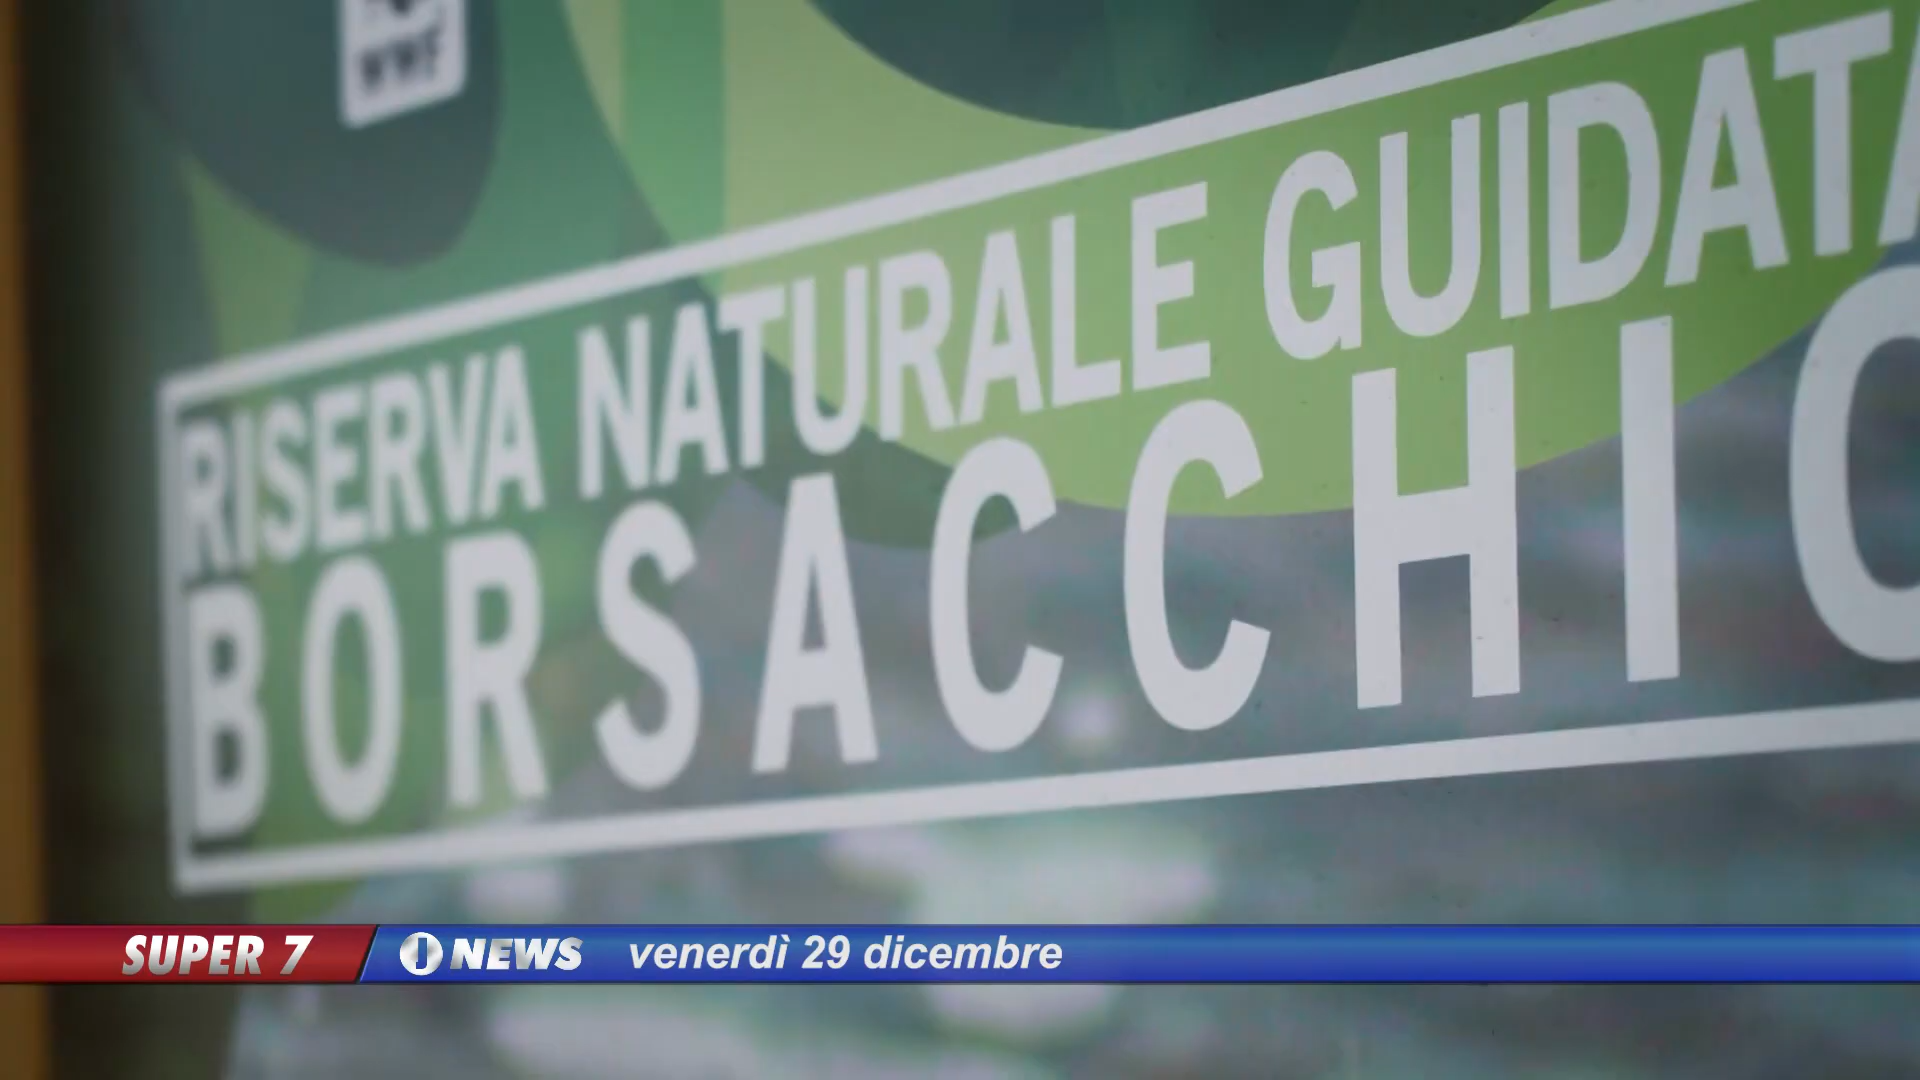 WWF
RISERVA NATURALE GUIDATA
BORSACCHIO
SUPER 7 NEWS venerdì 29 dicembre